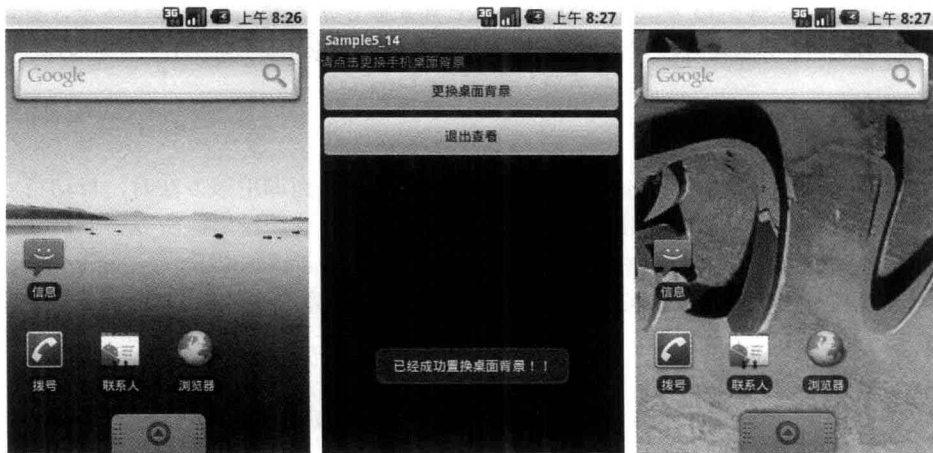 3G
上午 8:26
Google
信息
拨号
联系人
浏览器
3G
上午 8:27
Sample5_14
请点击更换手机桌面背景
更换桌面背景
退出查看
已经成功置换桌面背景！！
3G
上午 8:27
Google
信息
拨号
联系人
浏览器